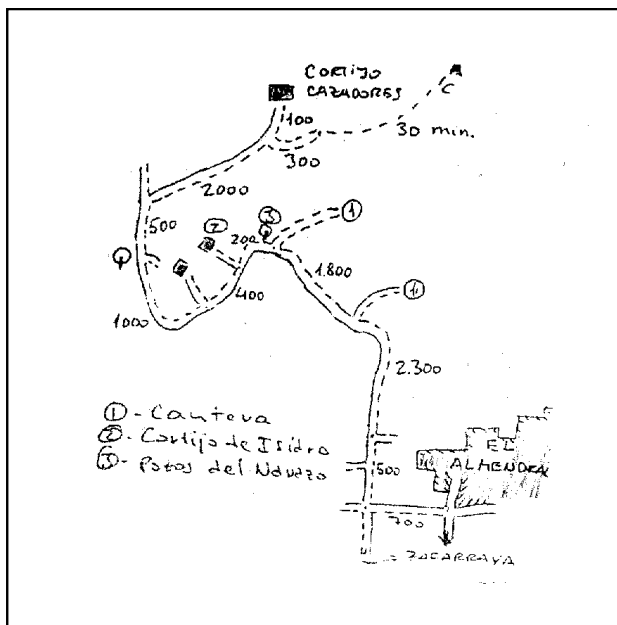 CORTIJO
CAZADORES
C
100
30 min.
300
2000
3
1
500
2
200
1.800
400
1
1000
2.300
① - Cantera
② - Cortijo de Isidro
③ - Pozos del Navazo
EL
ALMENDRAL
500
700
ZAFARRAYA